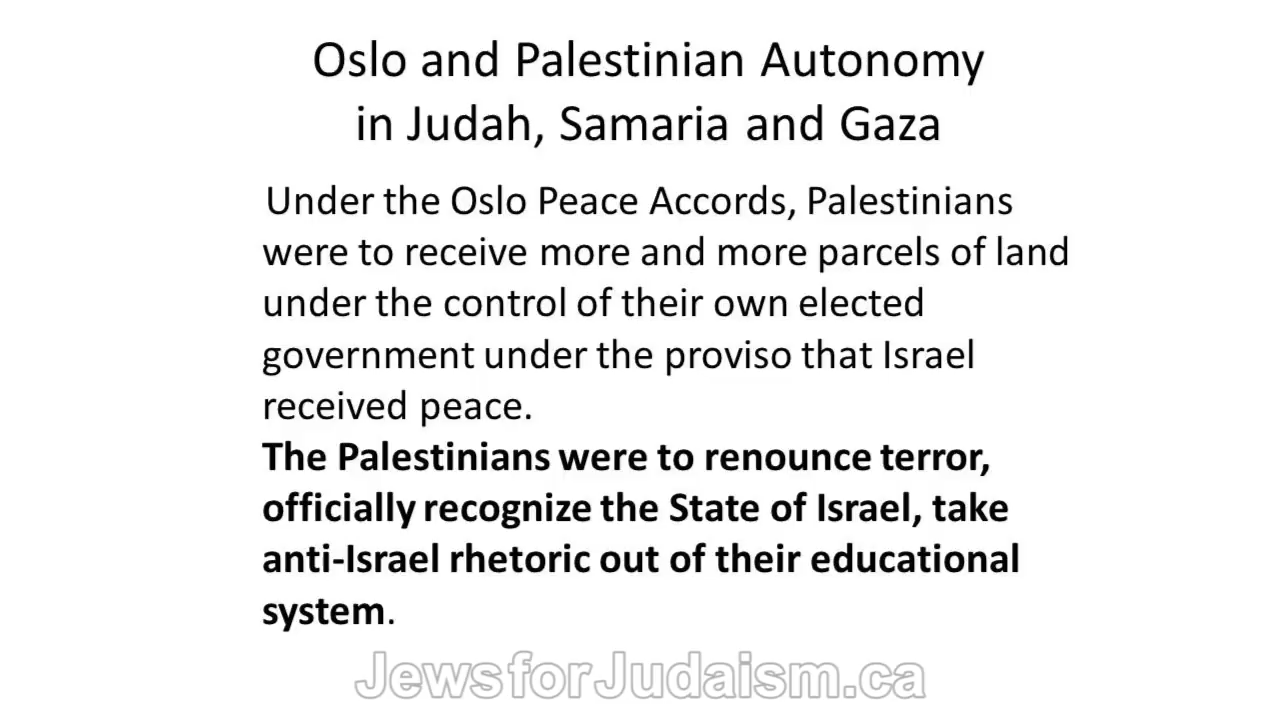 Oslo and Palestinian Autonomy
in Judah, Samaria and Gaza
Under the Oslo Peace Accords, Palestinians
were to receive more and more parcels of land
under the control of their own elected
government under the proviso that Israel
received peace.
The Palestinians were to renounce terror,
officially recognize the State of Israel, take
anti-Israel rhetoric out of their educational
system.
JewsforJudaism.ca